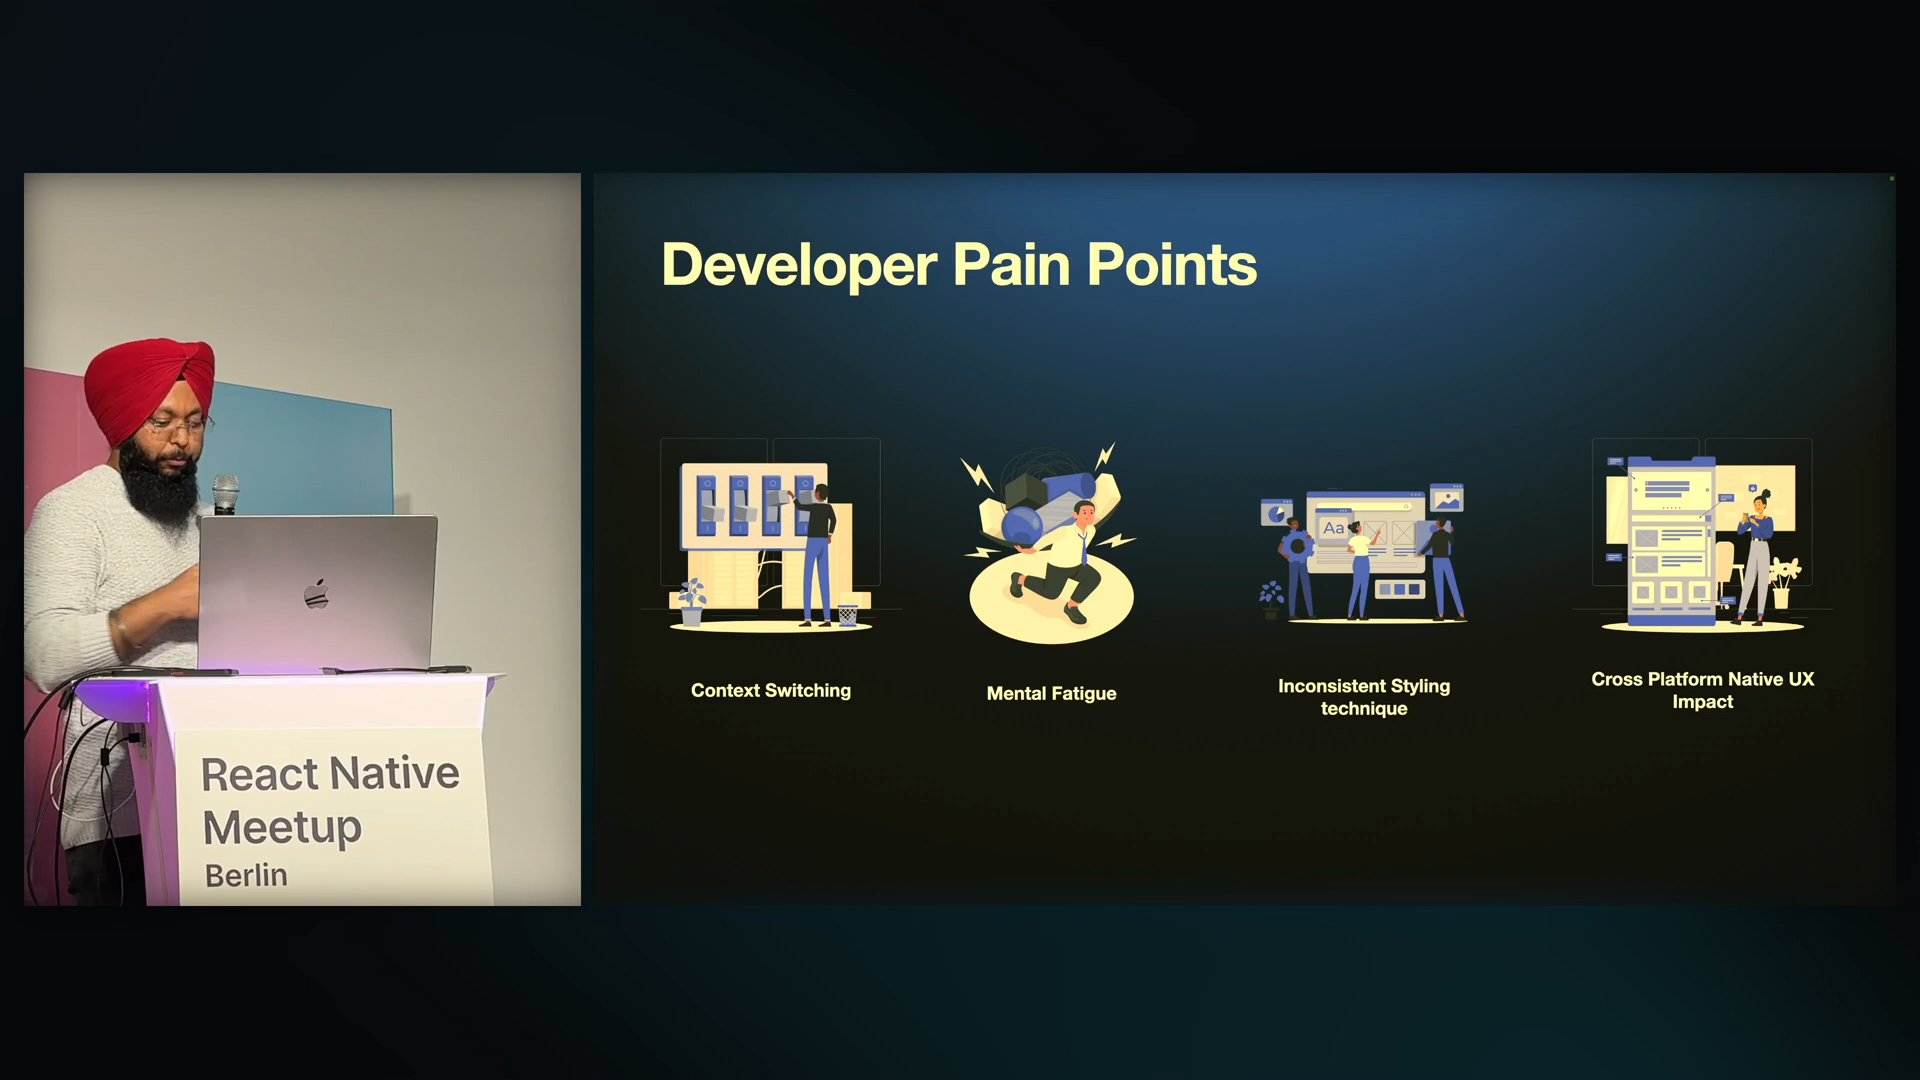 Developer Pain Points
Aa
Context Switching
Mental Fatigue
Inconsistent Styling
technique
Cross Platform Native UX
Impact
React Native
Meetup
Berlin